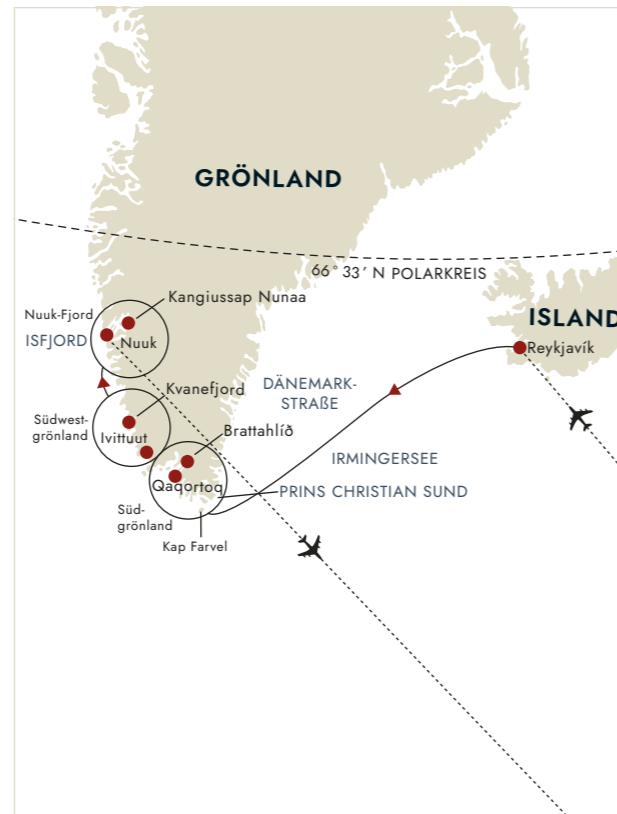 GRÖNLAND
66° 33′ N POLARKREIS
Kangiussap Nunaa
Nuuk-Fjord
ISFJORD
Nuuk
ISLAND
Reykjavík
DÄNEMARK-
STRASSE
Kvanefjord
Südwest-
grönland
Ivittuut
Brattahlíð
IRMINGERSEE
Qaqortoq
PRINS CHRISTIAN SUND
Süd-
grönland
Kap Farvel